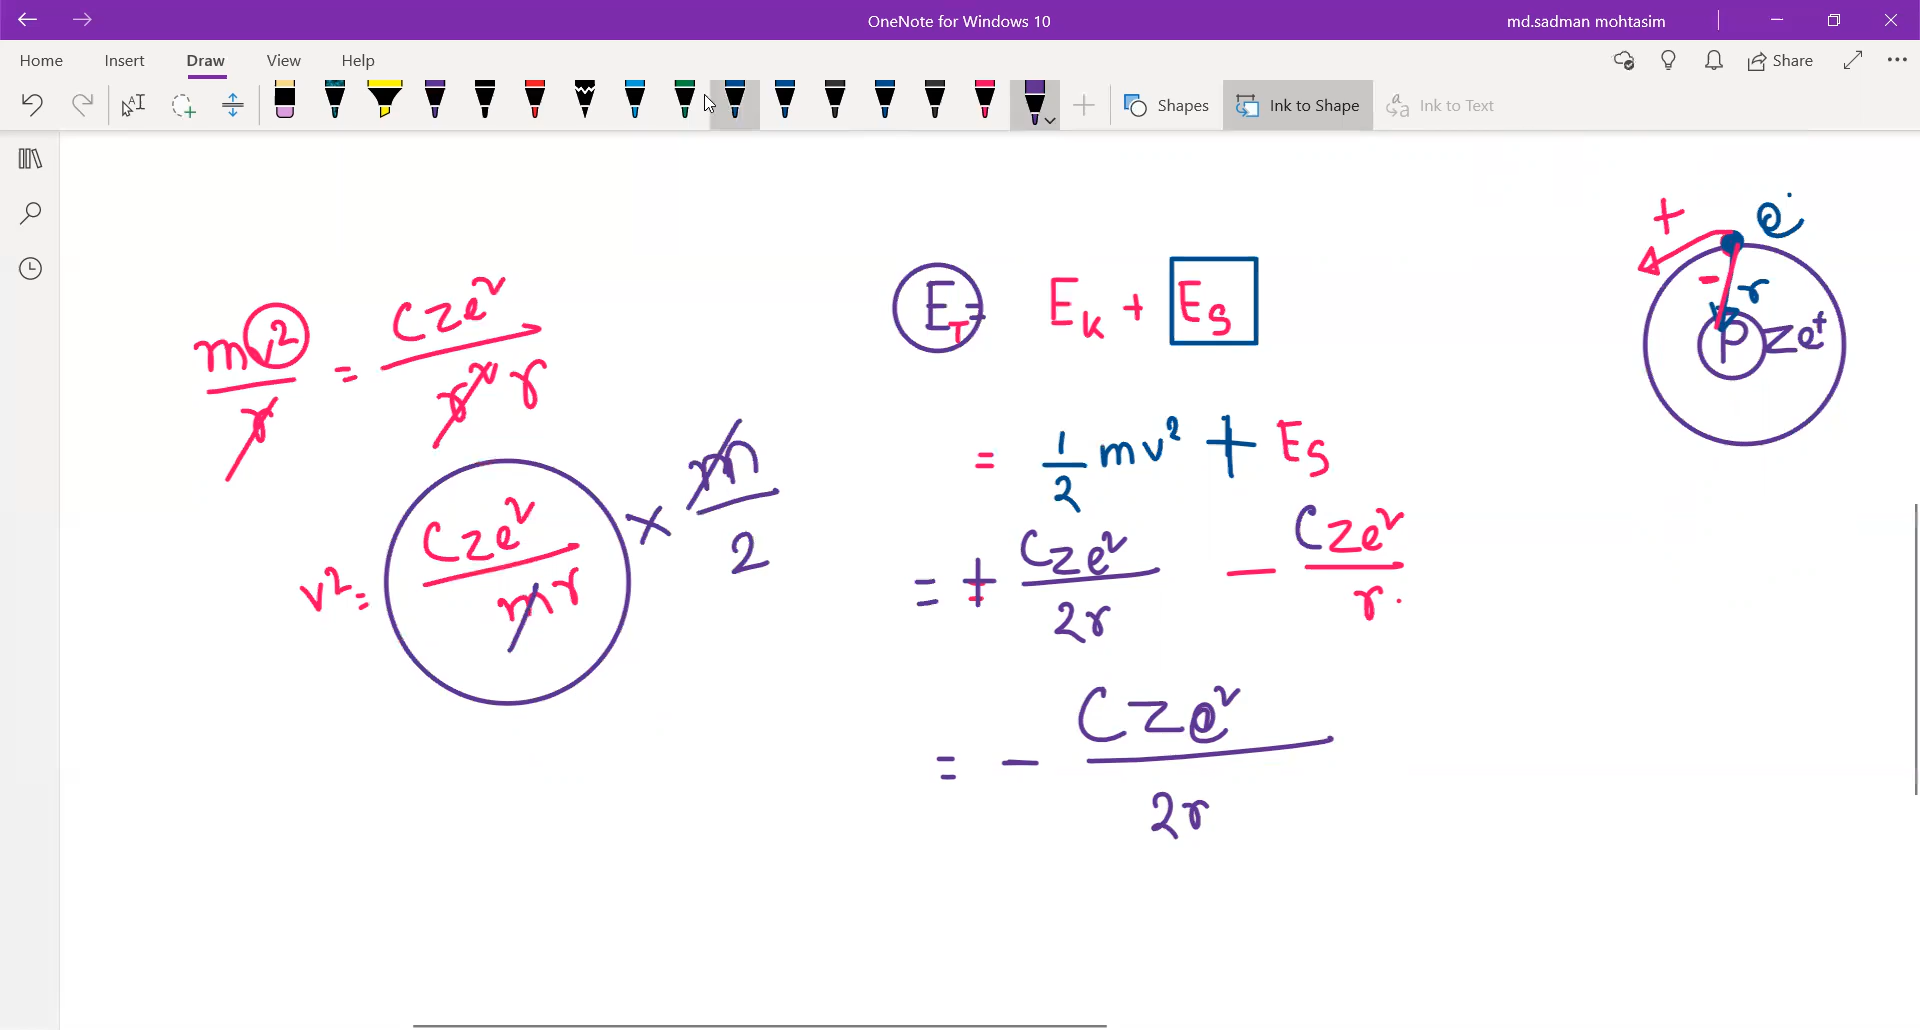 OneNote for Windows 10
md.sadman mohtasim
Home Insert Draw View Help
Share
Shapes Ink to Shape Ink to Text
mv²/r = Cze²/r² r
v² = Cze²/mr × m/2
E_T = E_K + E_S
= 1/2 mv² + E_S
= + Cze²/2r − Cze²/r
= − Cze²/2r
+ e
- r
P Ze⁺